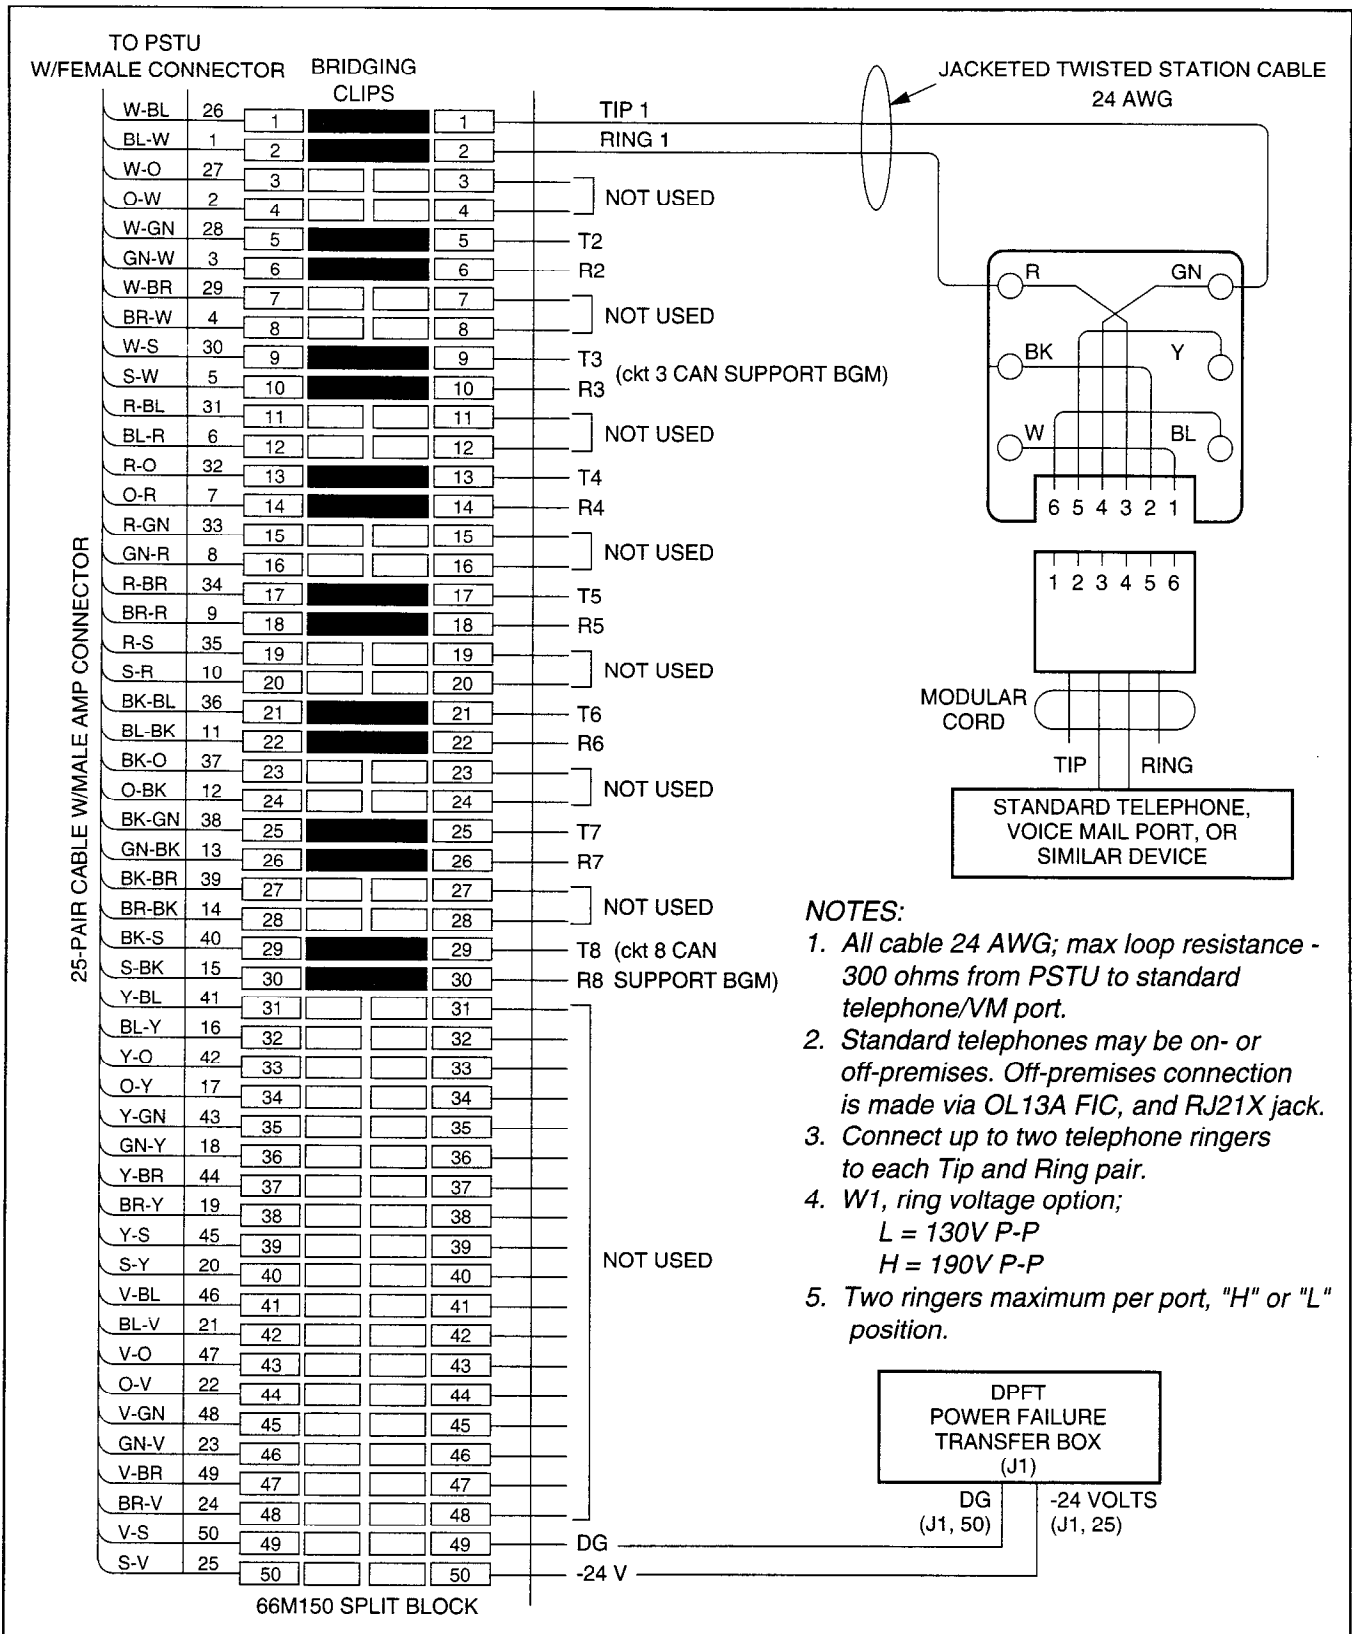 TO PSTU
W/FEMALE CONNECTOR
BRIDGING
CLIPS
25-PAIR CABLE W/MALE AMP CONNECTOR
W-BL 26 1 1 TIP 1
BL-W 1 2 2 RING 1
W-O 27 3 3
O-W 2 4 4
NOT USED
W-GN 28 5 5 T2
GN-W 3 6 6 R2
W-BR 29 7 7
BR-W 4 8 8
NOT USED
W-S 30 9 9 T3
S-W 5 10 10 R3
(ckt 3 CAN SUPPORT BGM)
R-BL 31 11 11
BL-R 6 12 12
NOT USED
R-O 32 13 13 T4
O-R 7 14 14 R4
R-GN 33 15 15
GN-R 8 16 16
NOT USED
R-BR 34 17 17 T5
BR-R 9 18 18 R5
R-S 35 19 19
S-R 10 20 20
NOT USED
BK-BL 36 21 21 T6
BL-BK 11 22 22 R6
BK-O 37 23 23
O-BK 12 24 24
NOT USED
BK-GN 38 25 25 T7
GN-BK 13 26 26 R7
BK-BR 39 27 27
BR-BK 14 28 28
NOT USED
BK-S 40 29 29 T8 (ckt 8 CAN
S-BK 15 30 30 R8 SUPPORT BGM)
Y-BL 41 31 31
BL-Y 16 32 32
Y-O 42 33 33
O-Y 17 34 34
Y-GN 43 35 35
GN-Y 18 36 36
Y-BR 44 37 37
BR-Y 19 38 38
Y-S 45 39 39
S-Y 20 40 40
NOT USED
V-BL 46 41 41
BL-V 21 42 42
V-O 47 43 43
O-V 22 44 44
V-GN 48 45 45
GN-V 23 46 46
V-BR 49 47 47
BR-V 24 48 48
V-S 50 49 49 DG
S-V 25 50 50 -24 V
66M150 SPLIT BLOCK
JACKETED TWISTED STATION CABLE
24 AWG
R GN
BK Y
W BL
6 5 4 3 2 1
1 2 3 4 5 6
MODULAR
CORD
TIP RING
STANDARD TELEPHONE,
VOICE MAIL PORT, OR
SIMILAR DEVICE
NOTES:
1. All cable 24 AWG; max loop resistance -
300 ohms from PSTU to standard
telephone/VM port.
2. Standard telephones may be on- or
off-premises. Off-premises connection
is made via OL13A FIC, and RJ21X jack.
3. Connect up to two telephone ringers
to each Tip and Ring pair.
4. W1, ring voltage option;
L = 130V P-P
H = 190V P-P
5. Two ringers maximum per port, "H" or "L"
position.
DPFT
POWER FAILURE
TRANSFER BOX
(J1)
DG
(J1, 50)
-24 VOLTS
(J1, 25)